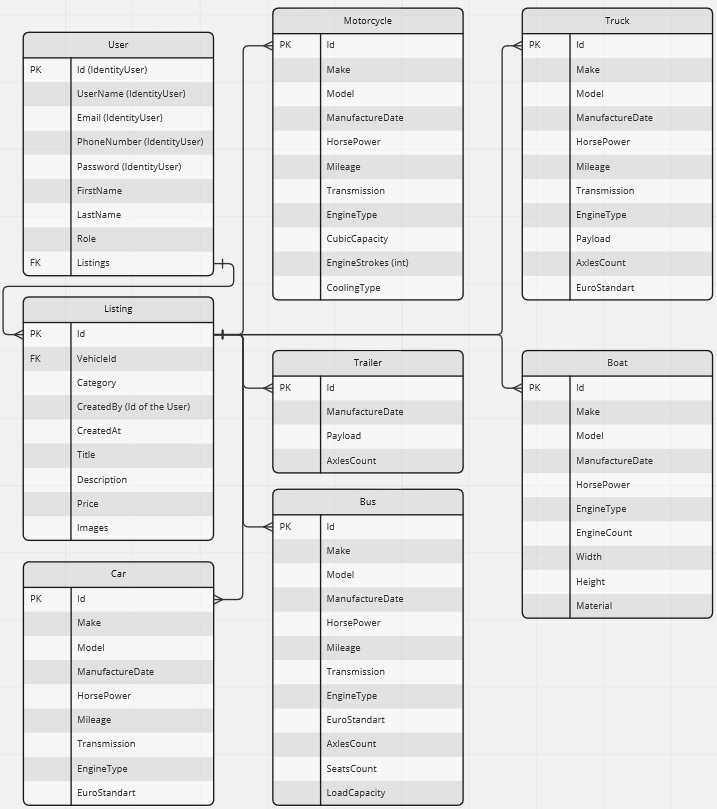 User
PK Id (IdentityUser)
UserName (IdentityUser)
Email (IdentityUser)
PhoneNumber (IdentityUser)
Password (IdentityUser)
FirstName
LastName
Role
FK Listings
Listing
PK Id
FK VehicleId
Category
CreatedBy (Id of the User)
CreatedAt
Title
Description
Price
Images
Car
PK Id
Make
Model
ManufactureDate
HorsePower
Mileage
Transmission
EngineType
EuroStandart
Motorcycle
PK Id
Make
Model
ManufactureDate
HorsePower
Mileage
Transmission
EngineType
CubicCapacity
EngineStrokes (int)
CoolingType
Trailer
PK Id
ManufactureDate
Payload
AxlesCount
Bus
PK Id
Make
Model
ManufactureDate
HorsePower
Mileage
Transmission
EngineType
EuroStandart
AxlesCount
SeatsCount
LoadCapacity
Truck
PK Id
Make
Model
ManufactureDate
HorsePower
Mileage
Transmission
EngineType
Payload
AxlesCount
EuroStandart
Boat
PK Id
Make
Model
ManufactureDate
HorsePower
EngineType
EngineCount
Width
Height
Material